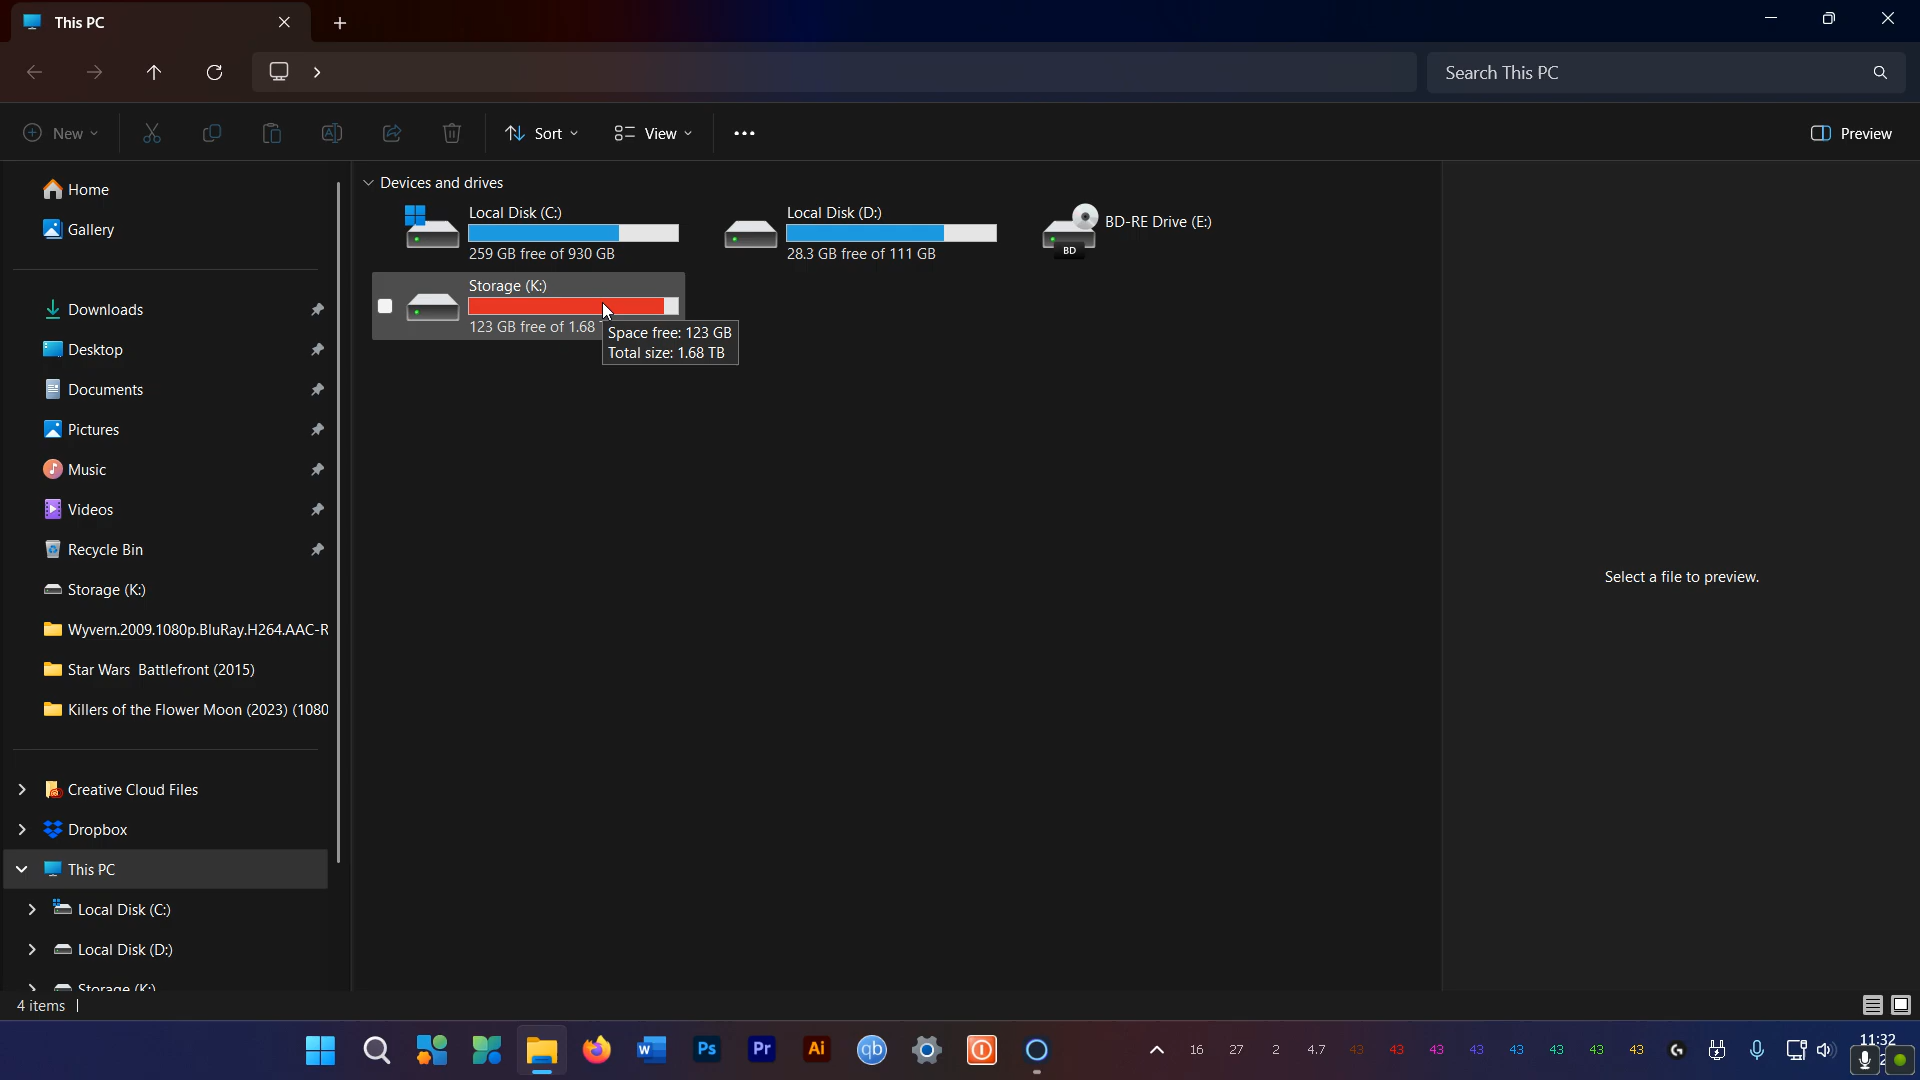 This PC
Search This PC
New
Sort
View
Preview
Home
Gallery
Downloads
Desktop
Documents
Pictures
Music
Videos
Recycle Bin
Storage (K:)
Wyvern.2009.1080p.BluRay.H264.AAC-R
Star Wars Battlefront (2015)
Killers of the Flower Moon (2023) (1080
Creative Cloud Files
Dropbox
This PC
Local Disk (C:)
Local Disk (D:)
Storage (K:)
Devices and drives
Local Disk (C:)
259 GB free of 930 GB
Local Disk (D:)
28.3 GB free of 111 GB
BD-RE Drive (E:)
BD
Storage (K:)
123 GB free of 1.68
Space free: 123 GB
Total size: 1.68 TB
Select a file to preview.
4 items
W
Ps
Pr
Ai
qb
16 27 2 4.7 43 43 43 43 43 43 43 43
G
11:32